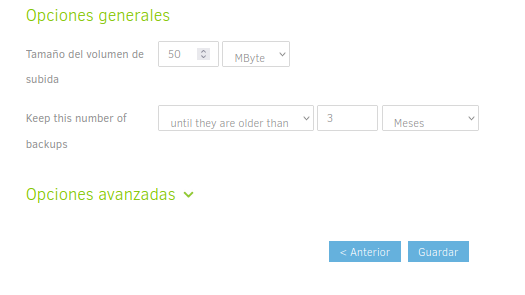 Opciones generales
Tamaño del volumen de subida
50 MByte
Keep this number of backups
until they are older than 3 Meses
Opciones avanzadas
< Anterior Guardar